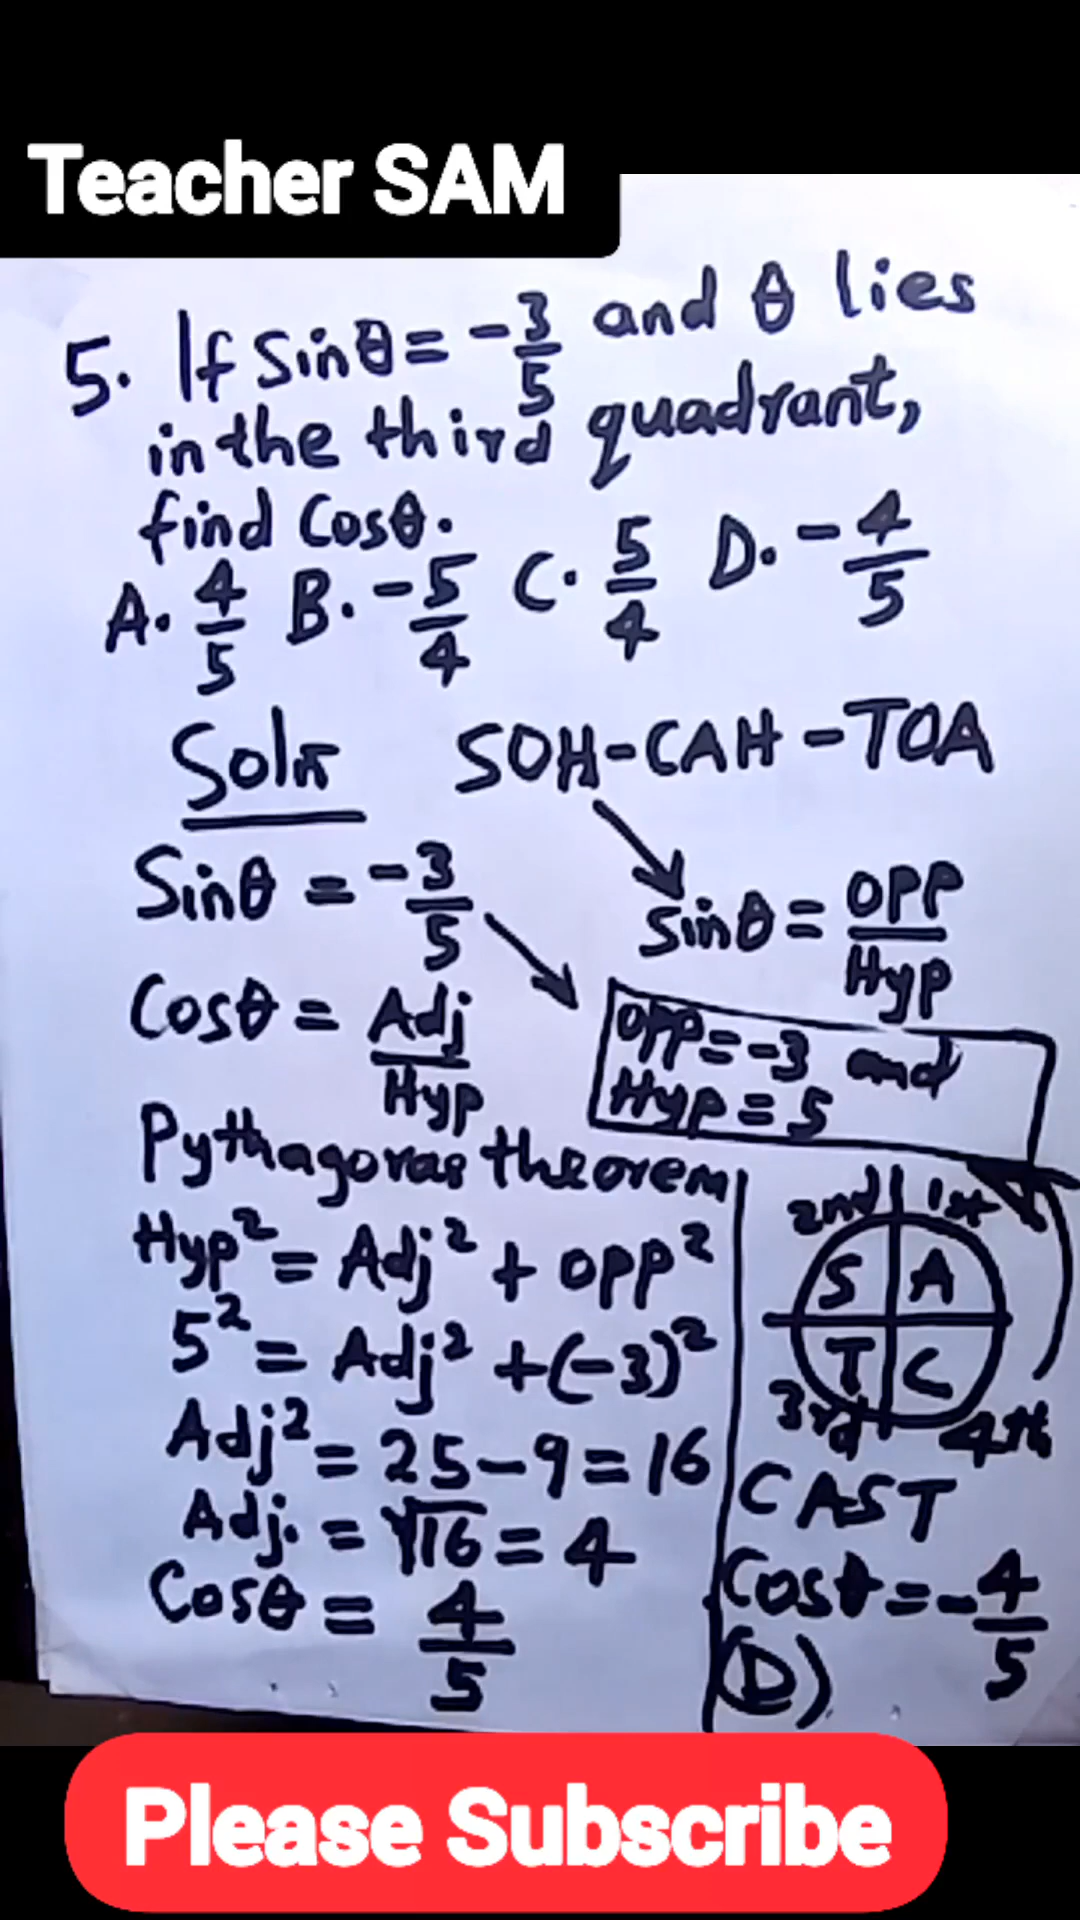 Teacher SAM
5. If Sinθ = -3/5 and θ lies
in the third quadrant,
find Cosθ.
A. 4/5 B. -5/4 C. 5/4 D. -4/5
Soln SOH-CAH-TOA
Sinθ = -3/5
Sinθ = OPP/Hyp
Cosθ = Adj/Hyp
OPP = -3 and
Hyp = 5
Pythagoras theorem
Hyp² = Adj² + OPP²
5² = Adj² + (-3)²
Adj² = 25 - 9 = 16
Adj. = √16 = 4
Cosθ = 4/5
2nd 1st
S A
T C
3rd 4th
CAST
Cosθ = -4/5
(D)
Please Subscribe